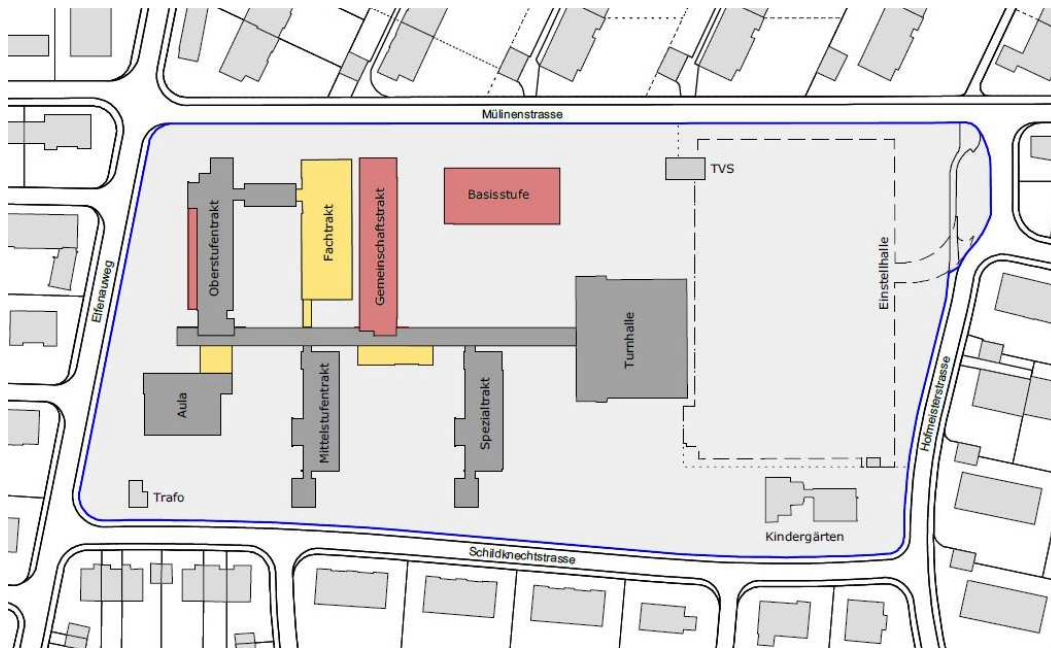 Mülinenstrasse
TVS
Basisstufe
Oberstufentrakt
Fachtrakt
Gemeinschaftstrakt
Einstellhalle
Elfenauweg
Turnhalle
Aula
Mittelstufentrakt
Spezialtrakt
Hofmeisterstrasse
Trafo
Kindergärten
Schildknechtstrasse